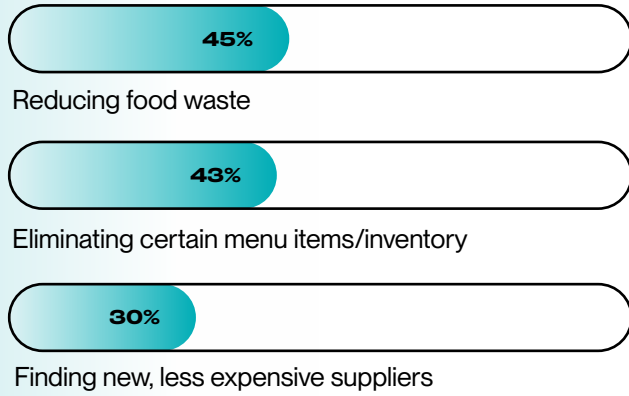 45%
Reducing food waste
43%
Eliminating certain menu items/inventory
30%
Finding new, less expensive suppliers